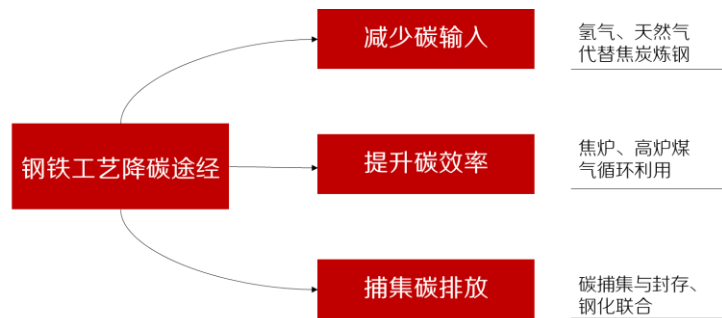 减少碳输入
氢气、天然气
代替焦炭炼钢
钢铁工艺降碳途经
提升碳效率
焦炉、高炉煤
气循环利用
捕集碳排放
碳捕集与封存、
钢化联合